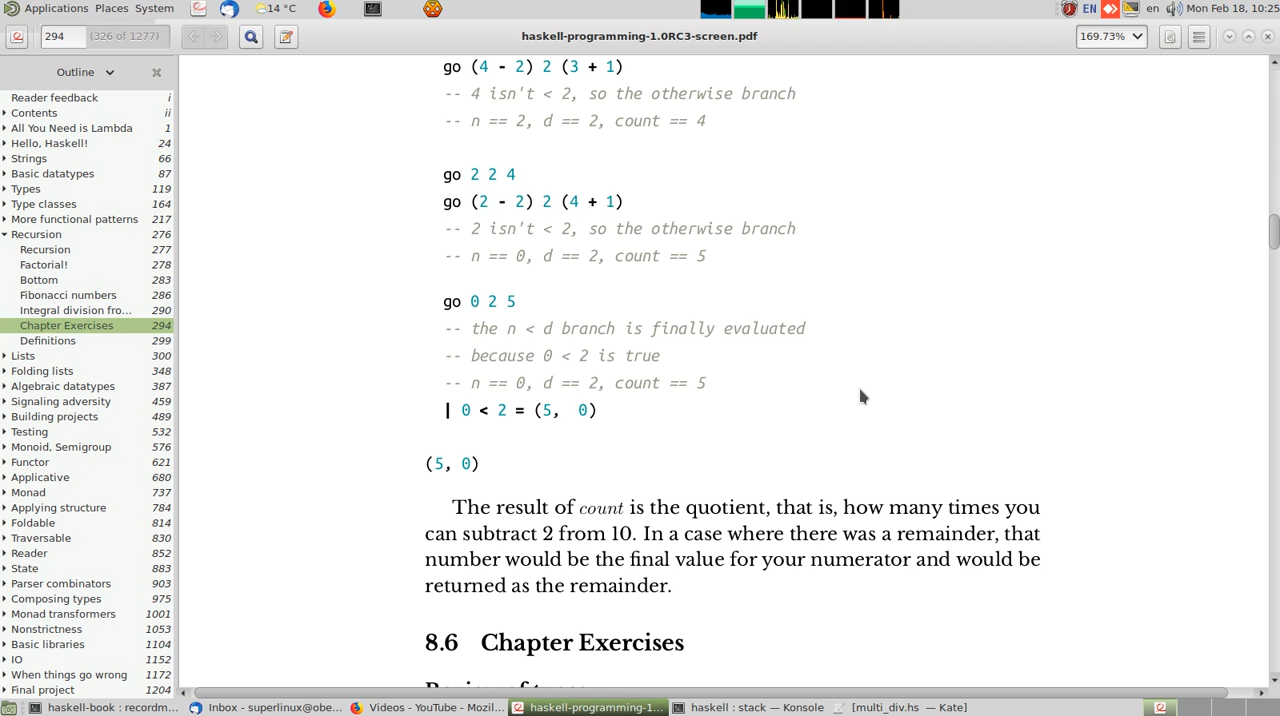 Applications Places System 14 °C EN en Mon Feb 18, 10:25
294 (326 of 1277) haskell-programming-1.0RC3-screen.pdf 169.73%
Outline
Reader feedback i
Contents ii
All You Need is Lambda 1
Hello, Haskell! 24
Strings 66
Basic datatypes 87
Types 119
Type classes 164
More functional patterns 217
Recursion 276
Recursion 277
Factorial! 278
Bottom 283
Fibonacci numbers 286
Integral division fro... 290
Chapter Exercises 294
Definitions 299
Lists 300
Folding lists 348
Algebraic datatypes 387
Signaling adversity 459
Building projects 489
Testing 532
Monoid, Semigroup 576
Functor 621
Applicative 680
Monad 737
Applying structure 784
Foldable 814
Traversable 830
Reader 852
State 883
Parser combinators 903
Composing types 975
Monad transformers 1001
Nonstrictness 1053
Basic libraries 1104
IO 1152
When things go wrong 1172
Final project 1204
go (4 - 2) 2 (3 + 1)
-- 4 isn't < 2, so the otherwise branch
-- n == 2, d == 2, count == 4
go 2 2 4
go (2 - 2) 2 (4 + 1)
-- 2 isn't < 2, so the otherwise branch
-- n == 0, d == 2, count == 5
go 0 2 5
-- the n < d branch is finally evaluated
-- because 0 < 2 is true
-- n == 0, d == 2, count == 5
| 0 < 2 = (5, 0)
(5, 0)
The result of count is the quotient, that is, how many times you
can subtract 2 from 10. In a case where there was a remainder, that
number would be the final value for your numerator and would be
returned as the remainder.
8.6 Chapter Exercises
haskell-book : recordm... Inbox - superlinux@obe... Videos - YouTube - Mozil... haskell-programming-1.... haskell : stack — Konsole [multi_div.hs — Kate]